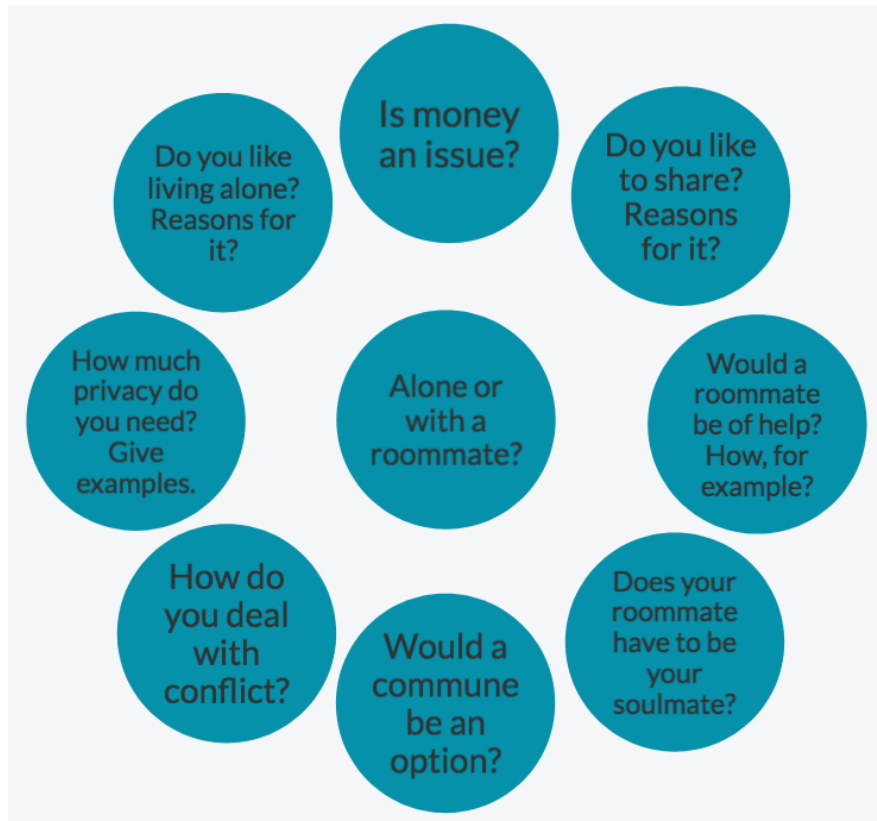 Is money
an issue?
Do you like
to share?
Reasons
for it?
Would a
roommate
be of help?
How, for
example?
Does your
roommate
have to be
your
soulmate?
Would a
commune
be an
option?
How do
you deal
with
conflict?
How much
privacy do
you need?
Give
examples.
Do you like
living alone?
Reasons for
it?
Alone or
with a
roommate?